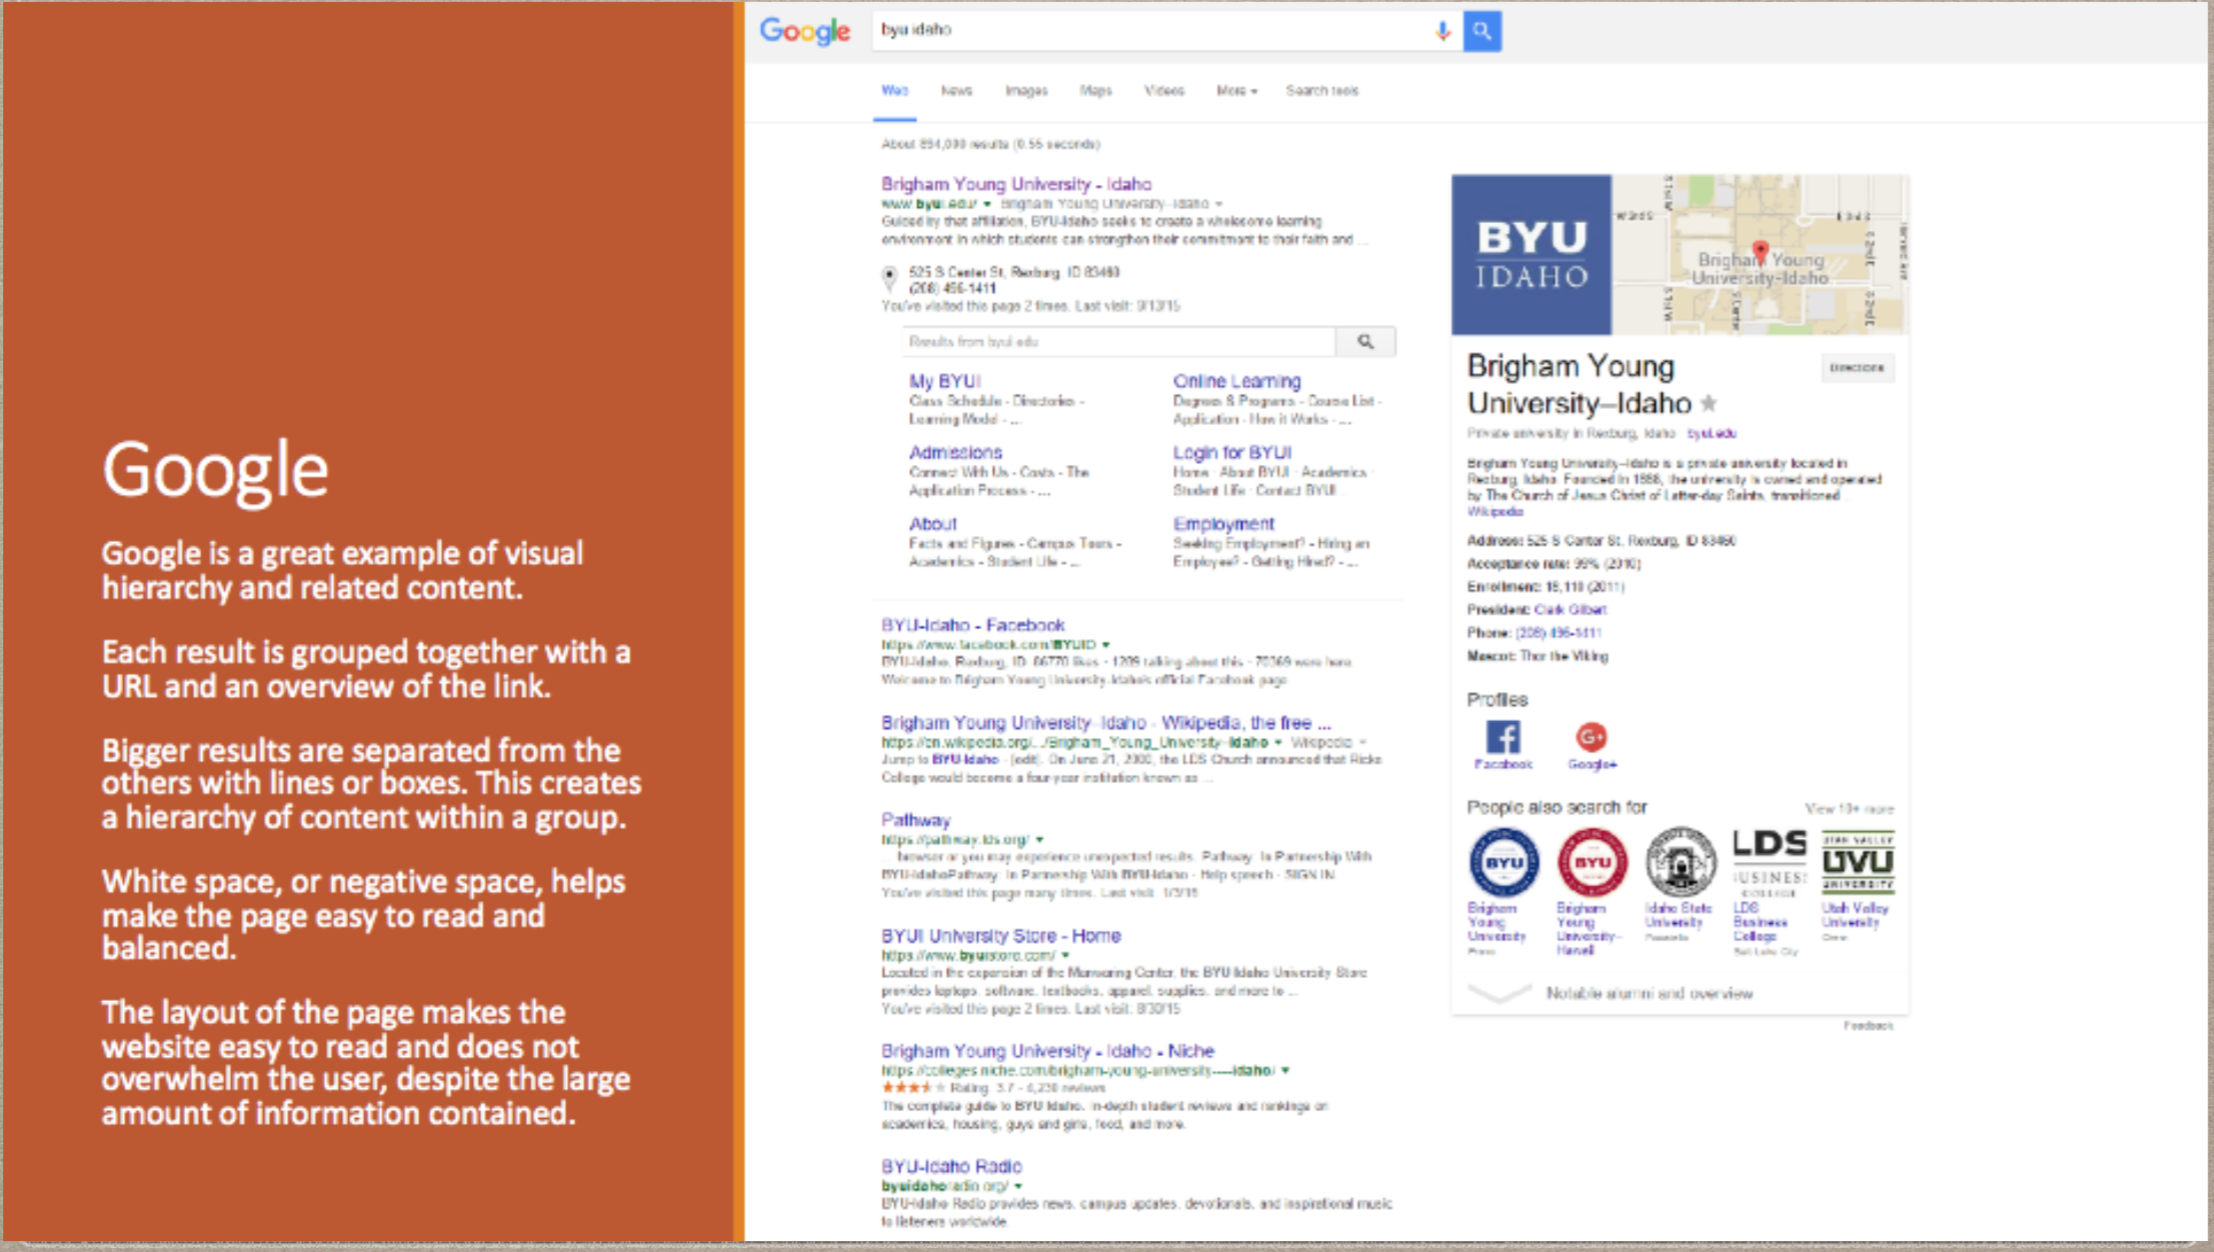 Google
Google is a great example of visual
hierarchy and related content.
Each result is grouped together with a
URL and an overview of the link.
Bigger results are separated from the
others with lines or boxes. This creates
a hierarchy of content within a group.
White space, or negative space, helps
make the page easy to read and
balanced.
The layout of the page makes the
website easy to read and does not
overwhelm the user, despite the large
amount of information contained.
Google
byu idaho
Web News Images Maps Videos More Search tools
About results (0.55 seconds)
Brigham Young University - Idaho
www.byui.edu/ Brigham Young University–Idaho
Guided by that affiliation, BYU-Idaho seeks to create a wholesome learning
environment in which students can strengthen their commitment to their faith and ...
525 S Center St, Rexburg, ID 83460
(208) 496-1411
You've visited this page 2 times. Last visit: 9/13/15
Results from byui.edu
My BYUI
Class Schedule - Directories -
Learning Model - ...
Online Learning
Degrees & Programs - Course List -
Application - How it Works - ...
Admissions
Connect With Us - Costs - The
Application Process - ...
Login for BYUI
Home - About BYUI - Academics -
Student Life - Contact BYUI
About
Facts and Figures - Campus Tours -
Academics - Student Life - ...
Employment
Seeking Employment? - Hiring an
Employee? - Getting Hired? - ...
BYU-Idaho - Facebook
https://www.facebook.com/BYUID
BYU-Idaho, Rexburg, ID. likes · 1209 talking about this · 70369 were here.
Welcome to Brigham Young University-Idaho's official Facebook page.
Brigham Young University–Idaho - Wikipedia, the free ...
https://en.wikipedia.org/.../Brigham_Young_University–Idaho Wikipedia
Jump to BYU-Idaho - [edit]. On June 21, 2000, the LDS Church announced that Ricks
College would become a four-year institution known as ...
Pathway
https://pathway.lds.org/
... browser or you may experience unexpected results. Pathway: In Partnership With
BYU-IdahoPathway: In Partnership With BYU-Idaho · Help speech · SIGN IN.
You've visited this page many times. Last visit: 1/3/15
BYUI University Store - Home
https://www.byuistore.com/
Located in the expansion of the Manwaring Center, the BYU-Idaho University Store
provides laptops, software, textbooks, apparel, supplies, and more to ...
You've visited this page 2 times. Last visit: 8/30/15
Brigham Young University - Idaho - Niche
https://colleges.niche.com/brigham-young-university----idaho/
Rating: 3.7 - reviews
The complete guide to BYU-Idaho. In-depth student reviews and rankings on
academics, housing, guys and girls, food, and more.
BYU-Idaho Radio
byuidahoradio.org/
BYU-Idaho Radio provides news, campus updates, devotionals, and inspirational music
to listeners worldwide.
BYU
IDAHO
Brigham Young
University-Idaho
Brigham Young
University–Idaho
Directions
Private university in Rexburg, Idaho byui.edu
Brigham Young University–Idaho is a private university located in
Rexburg, Idaho. Founded in 1888, the university is owned and operated
by The Church of Jesus Christ of Latter-day Saints, transitioned
Wikipedia
Address: 525 S Center St, Rexburg, ID 83460
Acceptance rate: 99% (2010)
Enrollment: 15,110 (2011)
President: Clark Gilbert
Phone: (208) 496-1411
Mascot: Thor the Viking
Profiles
Facebook
Google+
People also search for
View 10+ more
BYU
BYU
LDS
BUSINESS
COLLEGE
UTAH VALLEY
UVU
UNIVERSITY
Brigham
Young
University
Provo
Brigham
Young
University–
Hawaii
Idaho State
University
Pocatello
LDS
Business
College
Salt Lake City
Utah Valley
University
Orem
Notable alumni and overview
Feedback